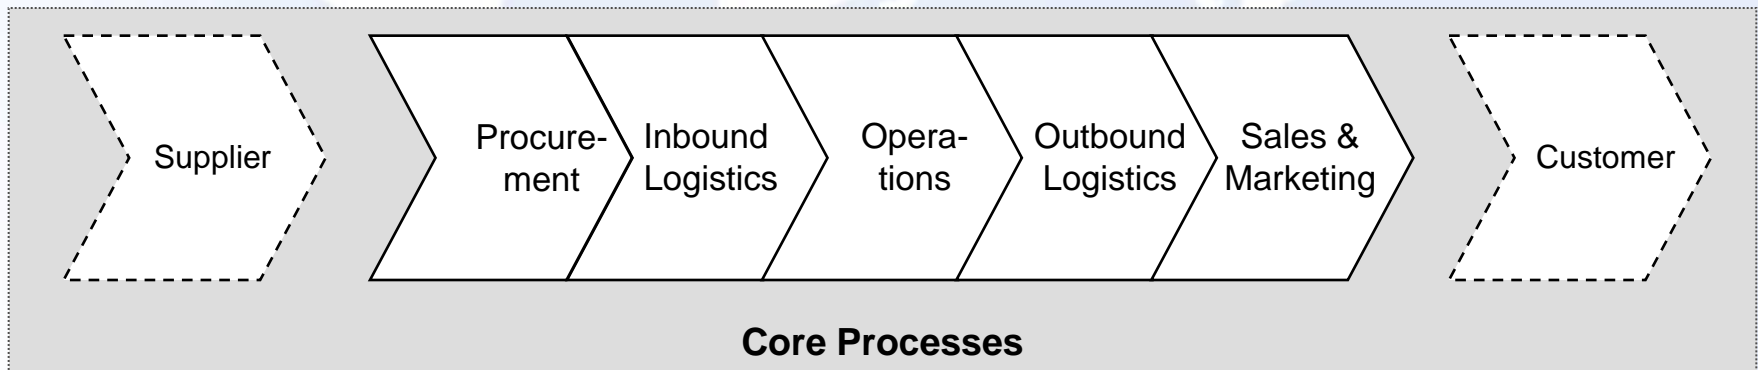 Supplier
Procure-
ment
Inbound
Logistics
Opera-
tions
Outbound
Logistics
Sales &
Marketing
Customer
Core Processes